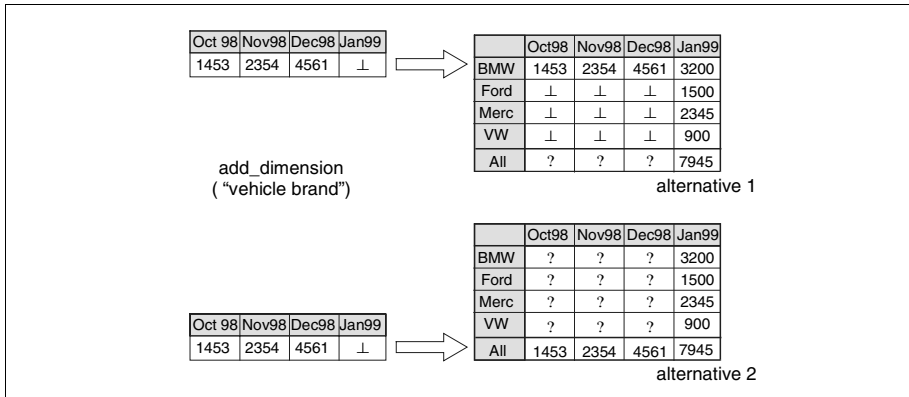 Oct 98 Nov98 Dec98 Jan99
1453 2354 4561 ⊥
Oct98 Nov98 Dec98 Jan99
BMW 1453 2354 4561 3200
Ford ⊥ ⊥ ⊥ 1500
Merc ⊥ ⊥ ⊥ 2345
VW ⊥ ⊥ ⊥ 900
All ? ? ? 7945
alternative 1
add_dimension
( “vehicle brand”)
Oct98 Nov98 Dec98 Jan99
BMW ? ? ? 3200
Ford ? ? ? 1500
Merc ? ? ? 2345
VW ? ? ? 900
All 1453 2354 4561 7945
alternative 2
Oct 98 Nov98 Dec98 Jan99
1453 2354 4561 ⊥